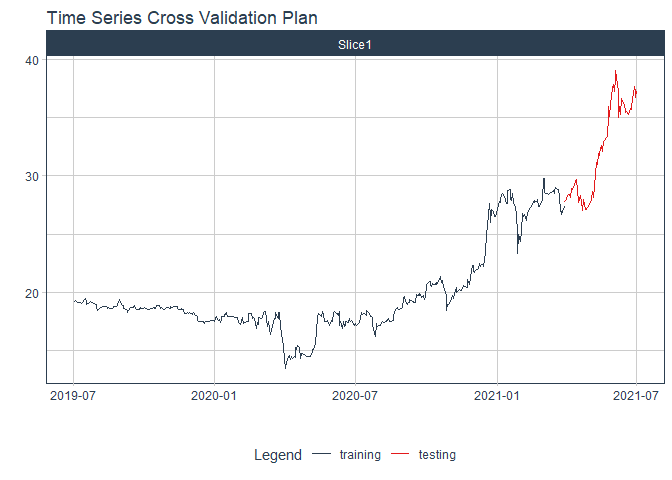 Time Series Cross Validation Plan
Slice1
40
30
20
2019-07 2020-01 2020-07 2021-01 2021-07
Legend training testing